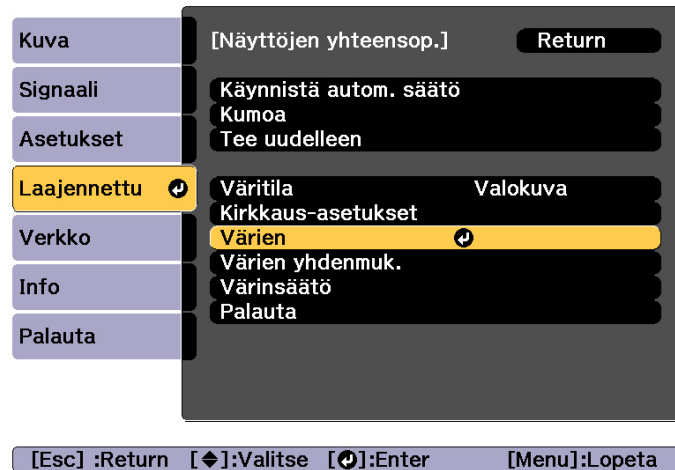 Kuva
Signaali
Asetukset
Laajennettu
Verkko
Info
Palauta
[Näyttöjen yhteensop.] Return
Käynnistä autom. säätö
Kumoa
Tee uudelleen
Väritila Valokuva
Kirkkaus-asetukset
Värien
Värien yhdenmuk.
Värinsäätö
Palauta
[Esc] :Return [◆]:Valitse [↵]:Enter [Menu]:Lopeta